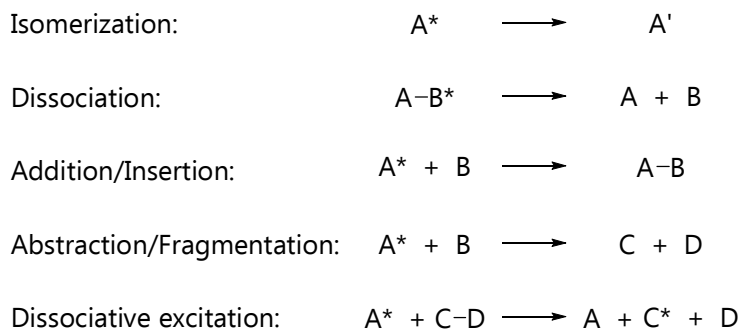 Isomerization: A* ⟶ A'
Dissociation: A−B* ⟶ A + B
Addition/Insertion: A* + B ⟶ A−B
Abstraction/Fragmentation: A* + B ⟶ C + D
Dissociative excitation: A* + C−D ⟶ A + C* + D